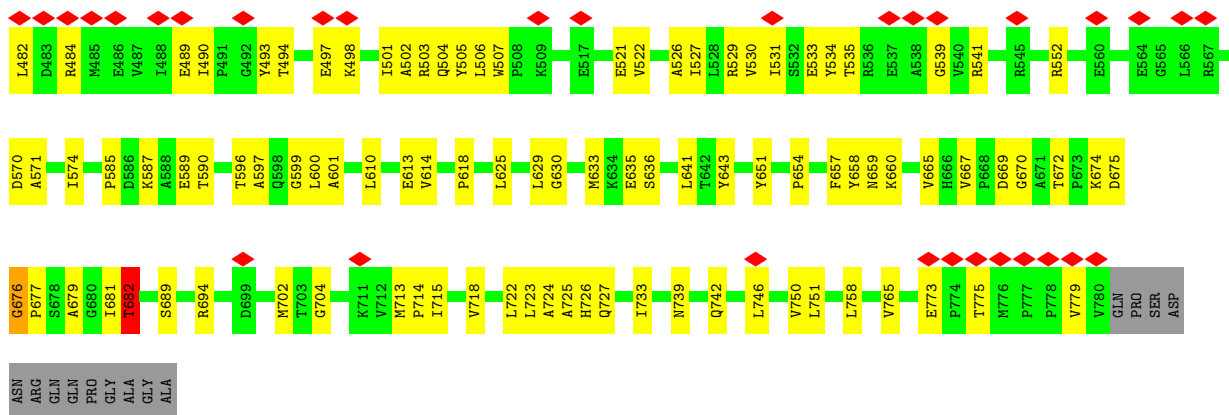 L482 D483 R484 M485 E486 V487 I488 E489 I490 P491 G492 Y493 T494 E497 K498 I501 A502 R503 Q504 Y505 L506 W507 P508 K509 E517 E521 V522 A526 I527 L528 R529 V530 I531 S532 E533 Y534 T535 R536 E537 A538 G539 V540 R541 R545 R552 E560 E564 G565 L566 R567
D570 A571 I574 P585 D586 K587 A588 E589 T590 T596 A597 Q598 G599 L600 A601 L610 E613 V614 P618 L625 L629 G630 M633 K634 E635 S636 L641 T642 Y643 Y651 P654 F657 Y658 N659 K660 V665 H666 V667 P668 D669 G670 A671 T672 P673 K674 D675
G676 P677 S678 A679 G680 I681 T682 S689 R694 D699 M702 T703 G704 K711 V712 M713 P714 I715 V718 L722 L723 A724 A725 H726 Q727 I733 N739 Q742 L746 V750 L751 L758 V765 E773 P774 T775 M776 P777 P778 V779 V780 GLN PRO SER ASP
ASN ARG GLN GLN PRO GLY ALA GLY ALA